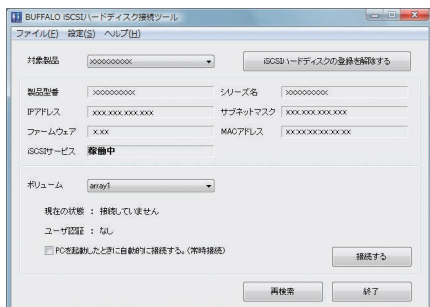 BUFFALO iSCSIハードディスク接続ツール
ファイル(F) 設定(S) ヘルプ(H)
対象製品 xxxxxxxxxx iSCSIハードディスクの登録を解除する
製品型番 xxxxxxxxxx シリーズ名 xxxxxxxxxx
IPアドレス xxx.xxx.xxx.xxx サブネットマスク xxx.xxx.xxx.xxx
ファームウェア x.xx MACアドレス xx:xx:xx:xx:xx:xx
iSCSIサービス 稼働中
ボリューム array1
現在の状態 : 接続していません
ユーザ認証 : なし
PCを起動したときに自動的に接続する。(常時接続)
接続する
再検索 終了